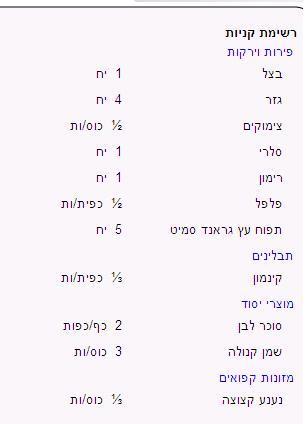 רשימת קניות
פירות וירקות
בצל 1 יח
גזר 4 יח
צימוקים ½ כוס/ות
סלרי 1 יח
רימון 1 יח
פלפל ½ כפית/ות
תפוח עץ גראנד סמיט 5 יח
תבלינים
קינמון ⅓ כפית/ות
מוצרי יסוד
סוכר לבן 2 כף/כפות
שמן קנולה 3 כוס/ות
מזונות קפואים
נענע קצוצה ⅓ כוס/ות